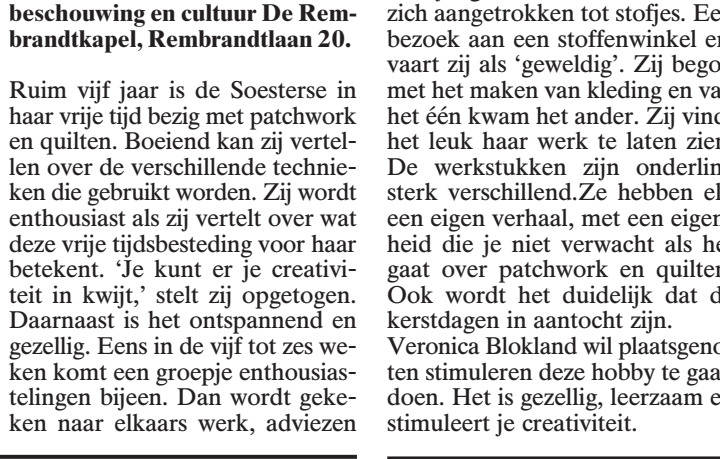 beschouwing en cultuur De Rem-
brandtkapel, Rembrandtlaan 20.
Ruim vijf jaar is de Soesterse in
haar vrije tijd bezig met patchwork
en quilten. Boeiend kan zij vertel-
len over de verschillende technie-
ken die gebruikt worden. Zij wordt
enthousiast als zij vertelt over wat
deze vrije tijdsbesteding voor haar
betekent. ‘Je kunt er je creativi-
teit in kwijt,’ stelt zij opgetogen.
Daarnaast is het ontspannend en
gezellig. Eens in de vijf tot zes we-
ken komt een groepje enthousias-
telingen bijeen. Dan wordt geke-
ken naar elkaars werk, adviezen
zich aangetrokken tot stofjes. Ee
bezoek aan een stoffenwinkel er
vaart zij als ‘geweldig’. Zij bego
met het maken van kleding en va
het één kwam het ander. Zij vind
het leuk haar werk te laten zien
De werkstukken zijn onderlin
sterk verschillend.Ze hebben el
een eigen verhaal, met een eigen
heid die je niet verwacht als he
gaat over patchwork en quilten
Ook wordt het duidelijk dat d
kerstdagen in aantocht zijn.
Veronica Blokland wil plaatsgeno
ten stimuleren deze hobby te gaa
doen. Het is gezellig, leerzaam e
stimuleert je creativiteit.